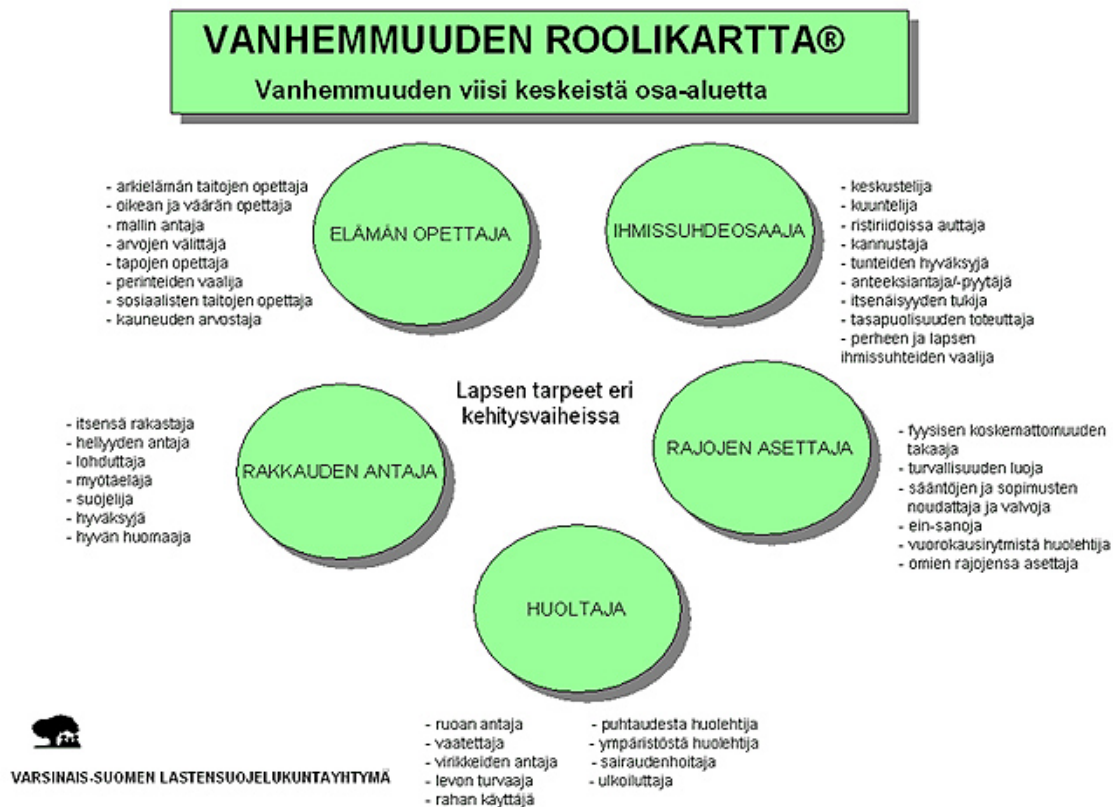 VANHEMMUUDEN ROOLIKARTTA®
Vanhemmuuden viisi keskeistä osa-aluetta
- arkielämän taitojen opettaja
- oikean ja väärän opettaja
- mallin antaja
- arvojen välittäjä
- tapojen opettaja
- perinteiden vaalija
- sosiaalisten taitojen opettaja
- kauneuden arvostaja
ELÄMÄN OPETTAJA
IHMISSUHDEOSAAJA
- keskustelija
- kuuntelija
- ristiriidoissa auttaja
- kannustaja
- tunteiden hyväksyjä
- anteeksiantaja/-pyytäjä
- itsenäisyyden tukija
- tasapuolisuuden toteuttaja
- perheen ja lapsen
ihmissuhteiden vaalija
Lapsen tarpeet eri
kehitysvaiheissa
- itsensä rakastaja
- hellyyden antaja
- lohduttaja
- myötäeläjä
- suojelija
- hyväksyjä
- hyvän huomaaja
RAKKAUDEN ANTAJA
RAJOJEN ASETTAJA
- fyysisen koskemattomuuden
takaaja
- turvallisuuden luoja
- sääntöjen ja sopimusten
noudattaja ja valvoja
- ein-sanoja
- vuorokausirytmistä huolehtija
- omien rajojensa asettaja
HUOLTAJA
- ruoan antaja
- vaatettaja
- virikkeiden antaja
- levon turvaaja
- rahan käyttäjä
- puhtaudesta huolehtija
- ympäristöstä huolehtija
- sairaudenhoitaja
- ulkoiluttaja
VARSINAIS-SUOMEN LASTENSUOJELUKUNTAYHTYMÄ